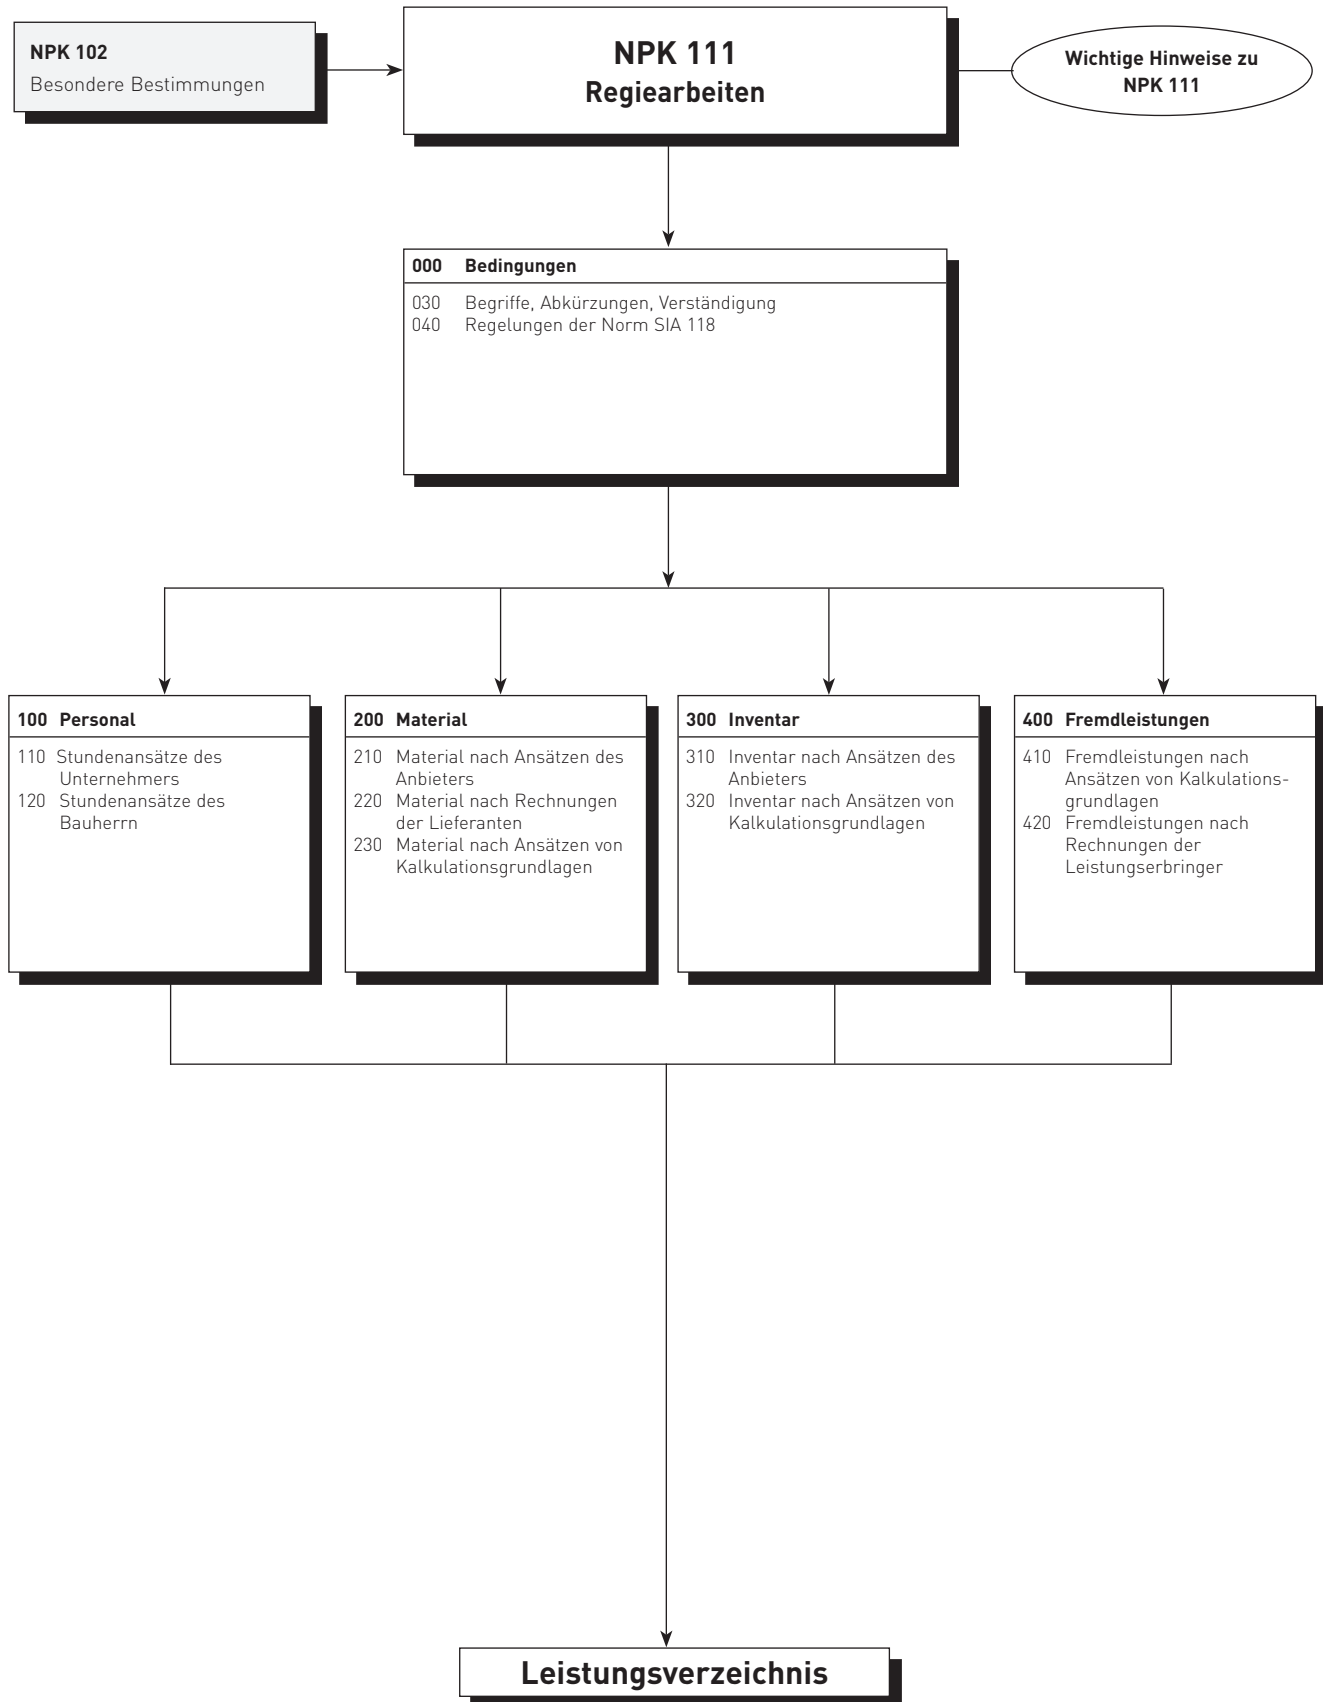 NPK 102
Besondere Bestimmungen
NPK 111
Regiearbeiten
Wichtige Hinweise zu
NPK 111
000 Bedingungen
030 Begriffe, Abkürzungen, Verständigung
040 Regelungen der Norm SIA 118
100 Personal
110 Stundenansätze des
Unternehmers
120 Stundenansätze des
Bauherrn
200 Material
210 Material nach Ansätzen des
Anbieters
220 Material nach Rechnungen
der Lieferanten
230 Material nach Ansätzen von
Kalkulationsgrundlagen
300 Inventar
310 Inventar nach Ansätzen des
Anbieters
320 Inventar nach Ansätzen von
Kalkulationsgrundlagen
400 Fremdleistungen
410 Fremdleistungen nach
Ansätzen von Kalkulations-
grundlagen
420 Fremdleistungen nach
Rechnungen der
Leistungserbringer
Leistungsverzeichnis